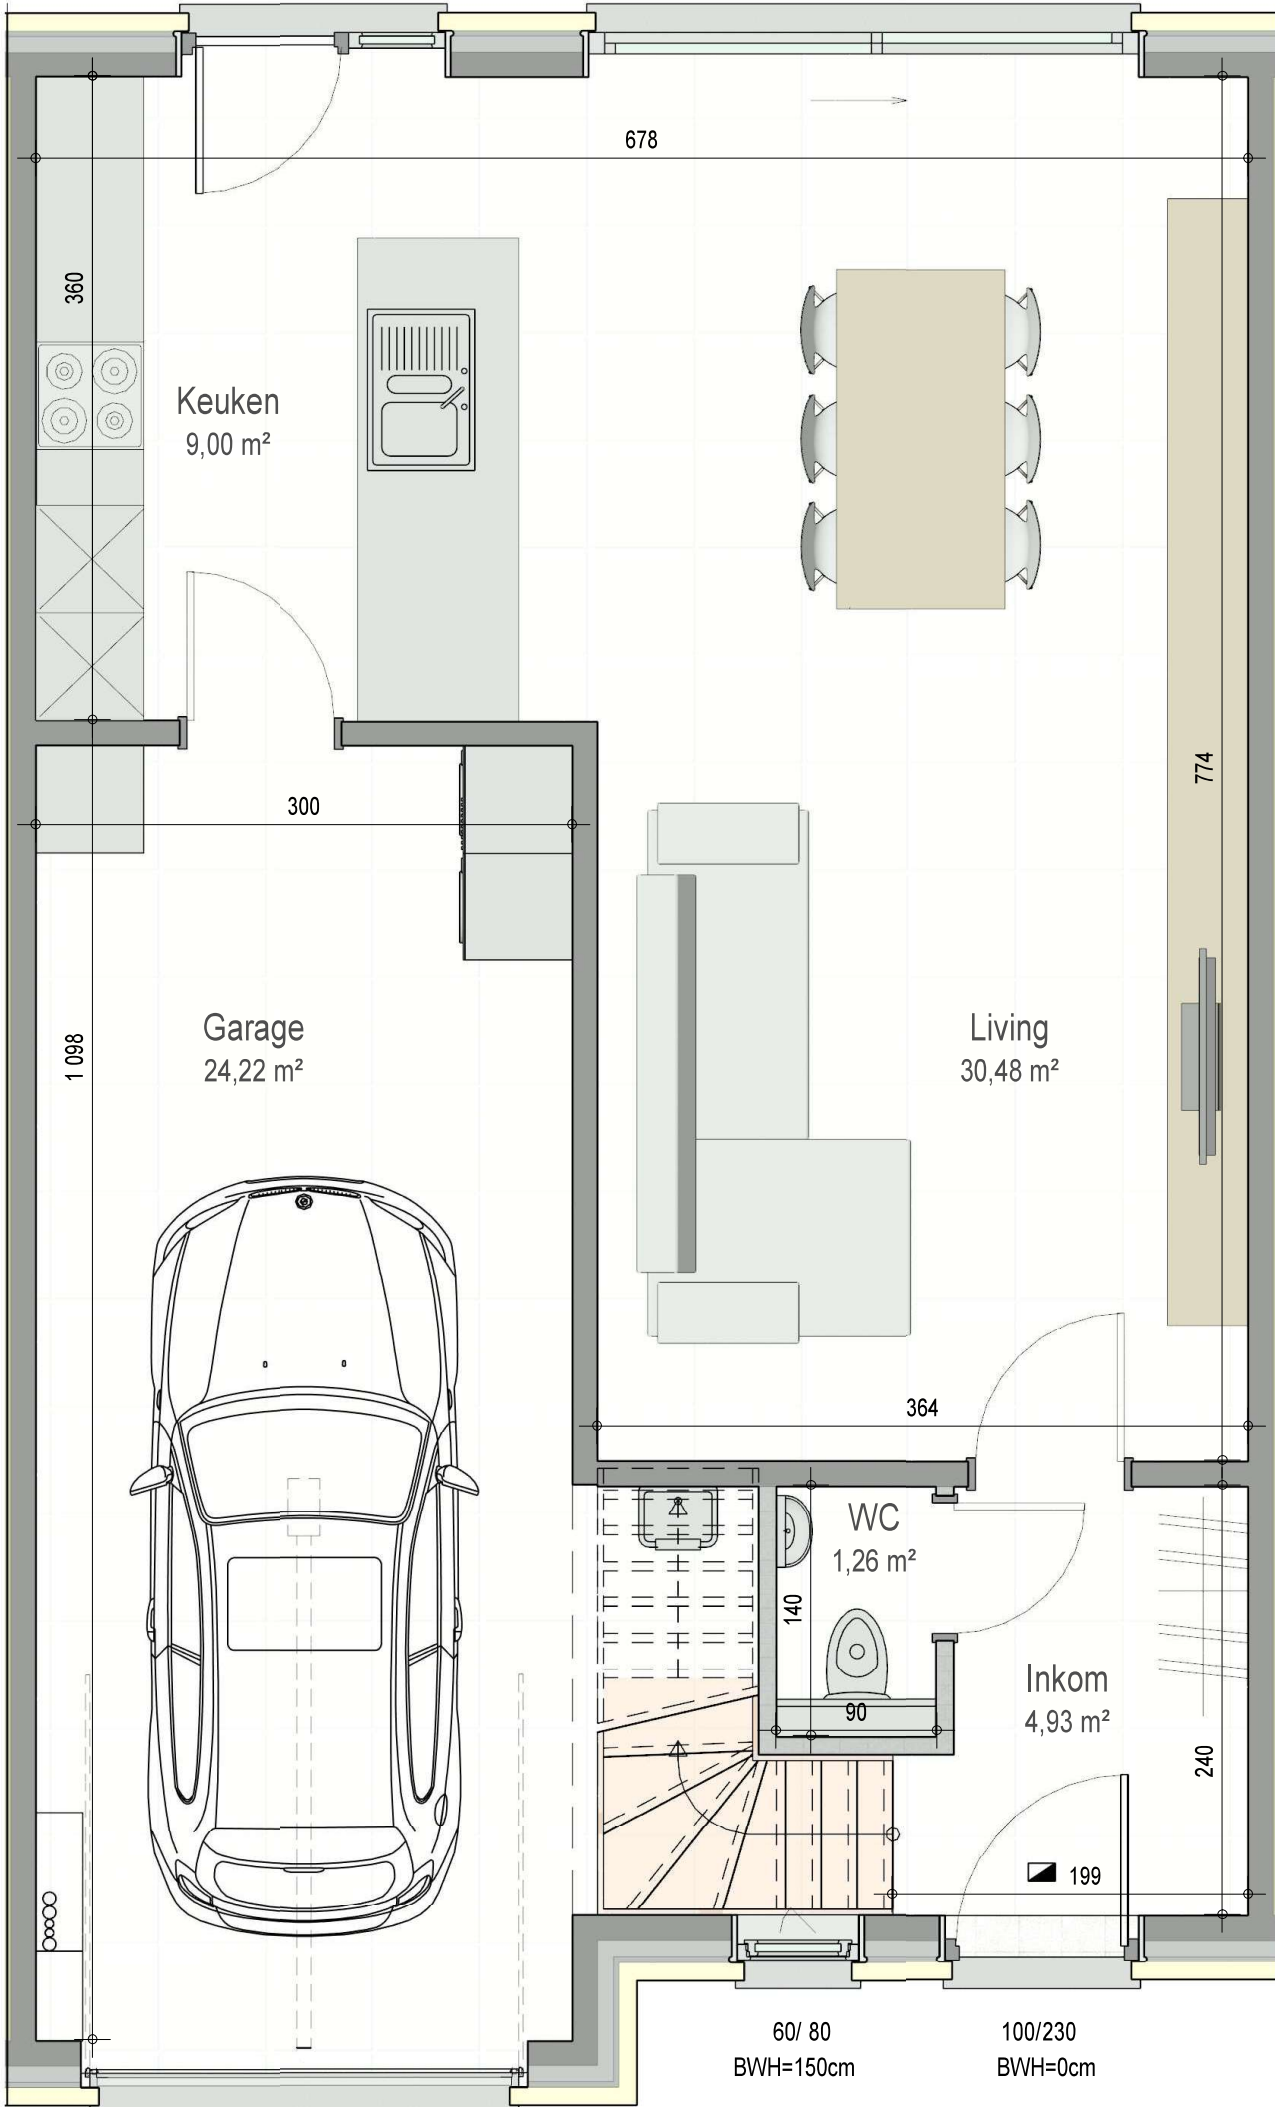 678
360
Keuken
9,00 m²
774
300
Garage
24,22 m²
1 098
Living
30,48 m²
364
WC
1,26 m²
140
90
Inkom
4,93 m²
240
199
60/ 80
BWH=150cm
100/230
BWH=0cm